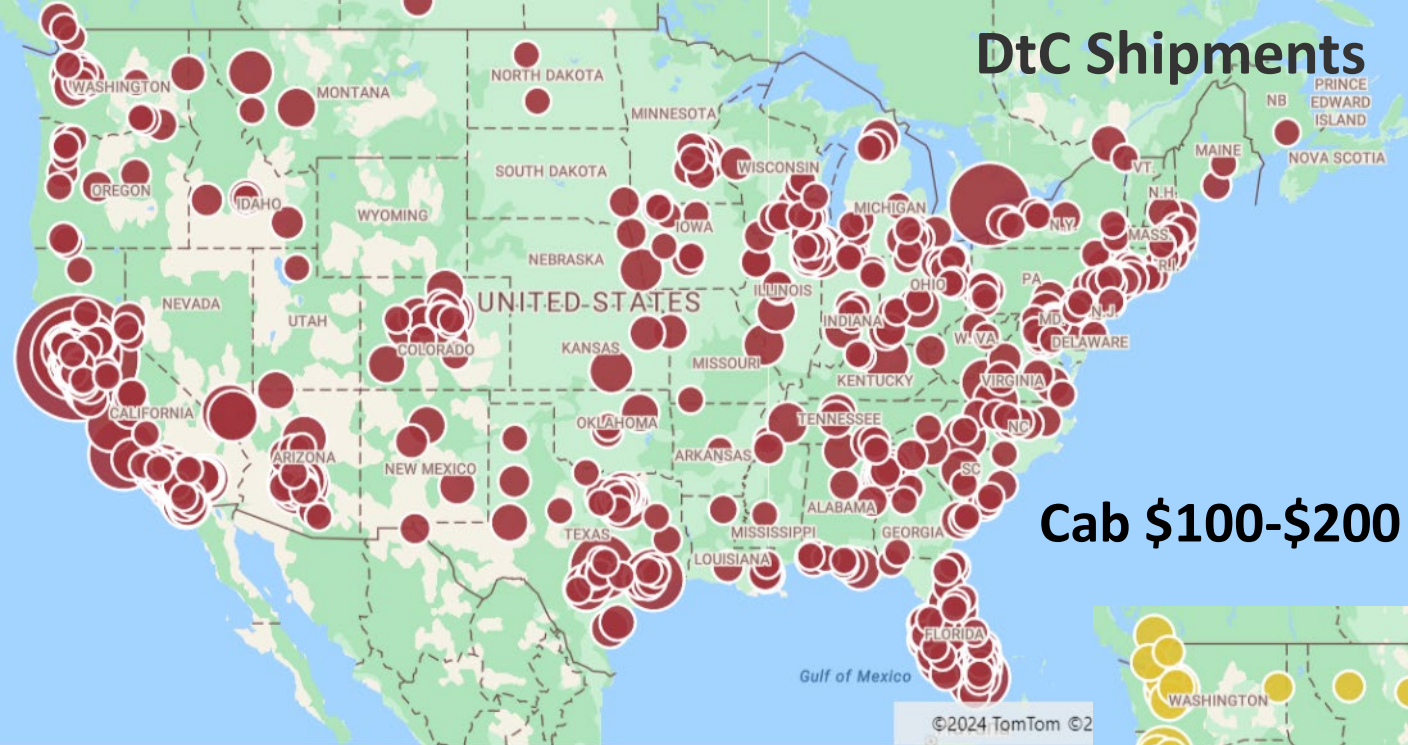 DtC Shipments
WASHINGTON
MONTANA
NORTH DAKOTA
MINNESOTA
PRINCE
EDWARD
ISLAND
NB
NOVA SCOTIA
MAINE
VT.
N.H.
OREGON
IDAHO
WYOMING
SOUTH DAKOTA
WISCONSIN
MICHIGAN
N.Y.
MASS.
R.I.
IOWA
NEBRASKA
NEVADA
UTAH
UNITED STATES
ILLINOIS
OHIO
PA.
N.J.
COLORADO
KANSAS
MISSOURI
INDIANA
W. VA.
MD.
DELAWARE
KENTUCKY
VIRGINIA
CALIFORNIA
ARIZONA
NEW MEXICO
OKLAHOMA
ARKANSAS
TENNESSEE
NC
SC
TEXAS
LOUISIANA
MISSISSIPPI
ALABAMA
GEORGIA
Cab $100-$200
FLORIDA
Gulf of Mexico
©2024 TomTom ©2
WASHINGTON